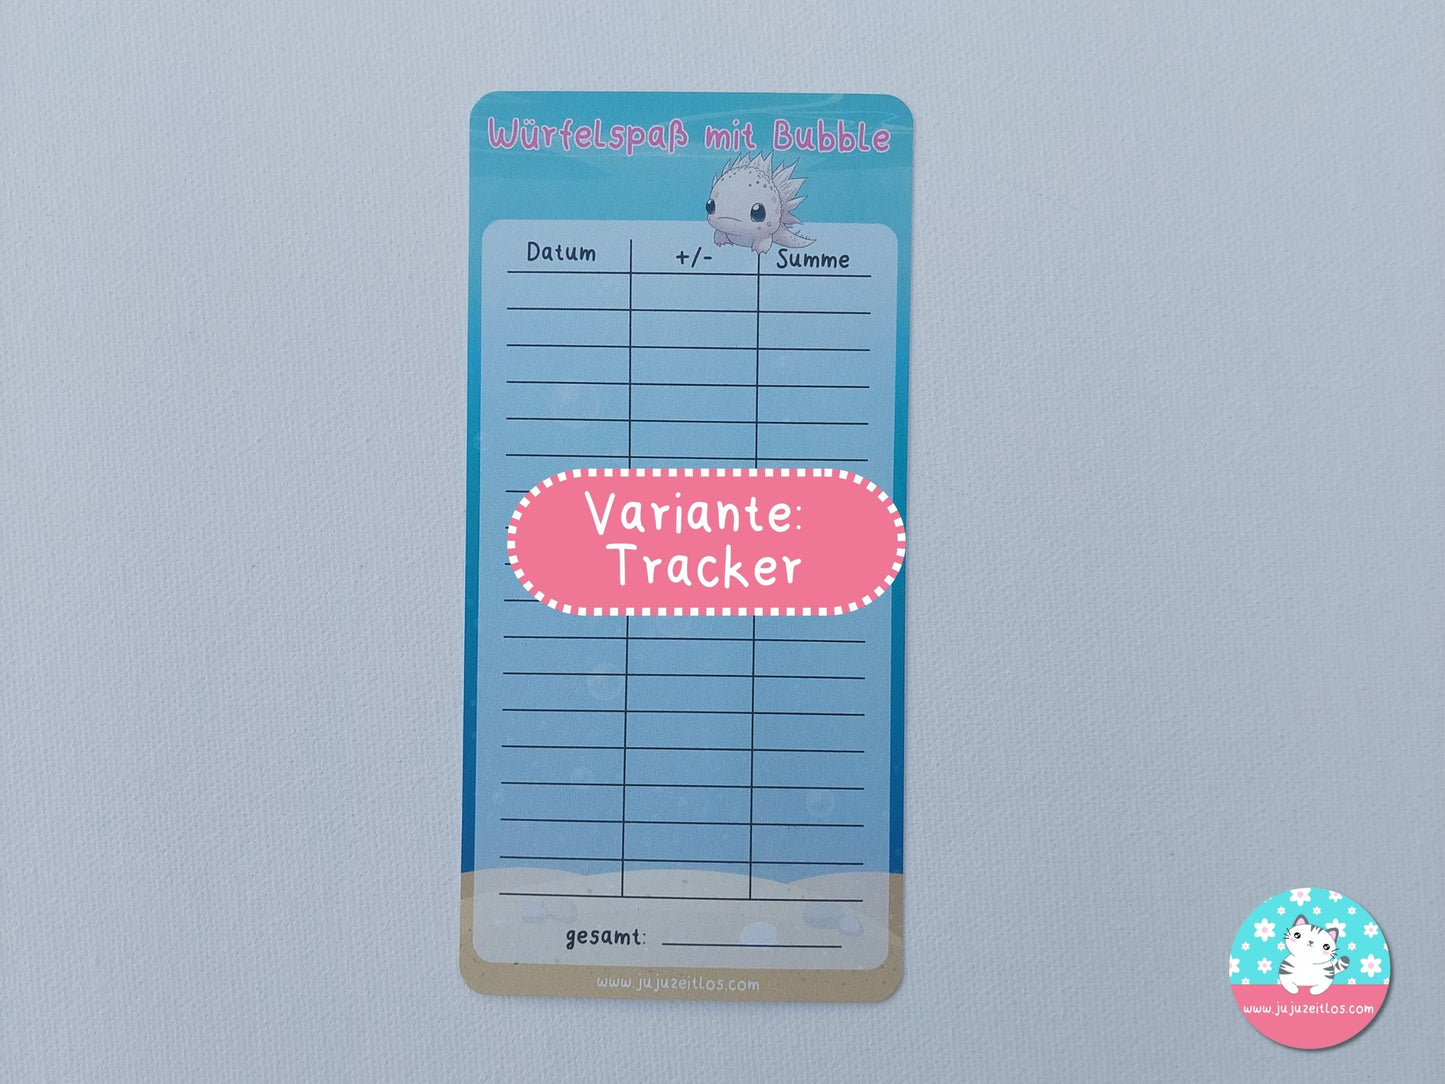 Würfelspaß mit Bubble
Datum +/- Summe
Variante:
Tracker
gesamt:
www.jujuzeitlos.com
www.jujuzeitlos.com